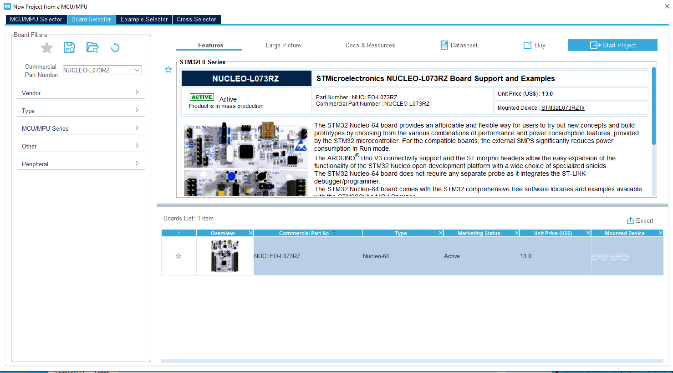 New Project from a MCU/MPU
MCU/MPU Selector Board Selector Example Selector Cross Selector
Board Filters
Commercial
Part Number
NUCLEO-L073RZ
Vendor
Type
MCU/MPU Series
Other
Peripheral
Features Large Picture Docs & Resources Datasheet Buy Start Project
STM32L0 Series
NUCLEO-L073RZ
STMicroelectronics NUCLEO-L073RZ Board Support and Examples
ACTIVE Active
Product is in mass production
Part Number : NUCLEO-L073RZ
Commercial Part Number : NUCLEO-L073RZ
Unit Price (US$) : 13.0
Mounted Device : STM32L073RZTx
The STM32 Nucleo-64 board provides an affordable and flexible way for users to try out new concepts and build
prototypes by choosing from the various combinations of performance and power consumption features, provided
by the STM32 microcontroller. For the compatible boards, the external SMPS significantly reduces power
consumption in Run mode.
The ARDUINO® Uno V3 connectivity support and the ST morpho headers allow the easy expansion of the
functionality of the STM32 Nucleo open development platform with a wide choice of specialized shields.
The STM32 Nucleo-64 board does not require any separate probe as it integrates the ST-LINK
debugger/programmer.
The STM32 Nucleo-64 board comes with the STM32 comprehensive free software libraries and examples available
Boards List: 1 item
Export
Overview Commercial Part No Type Marketing Status Unit Price (US$) Mounted Device
NUCLEO-L073RZ Nucleo-64 Active 13.0 STM32L073RZTx